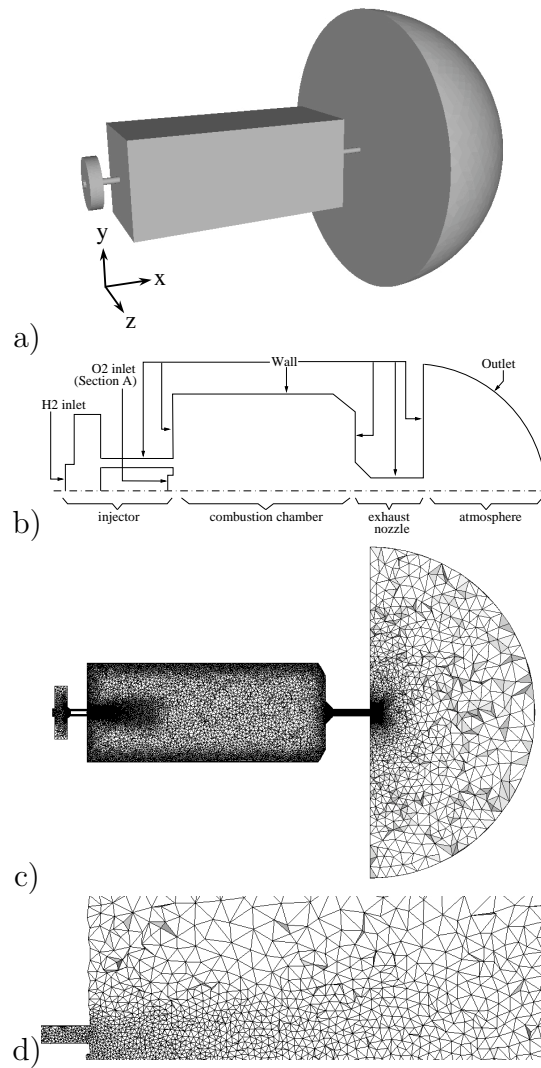 y
x
z
a)
O2 inlet
(Section A)
Wall
Outlet
H2 inlet
injector
combustion chamber
exhaust
nozzle
atmosphere
b)
c)
d)